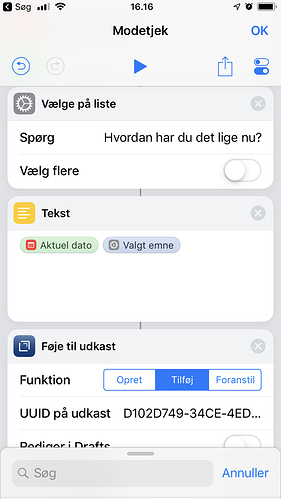 Søg
16.16
Modetjek
OK
Vælge på liste
Spørg Hvordan har du det lige nu?
Vælg flere
Tekst
Aktuel dato Valgt emne
Føje til udkast
Funktion Opret Tilføj Foranstil
UUID på udkast D102D749-34CE-4ED...
Rediger i Drafts
Søg Annuller